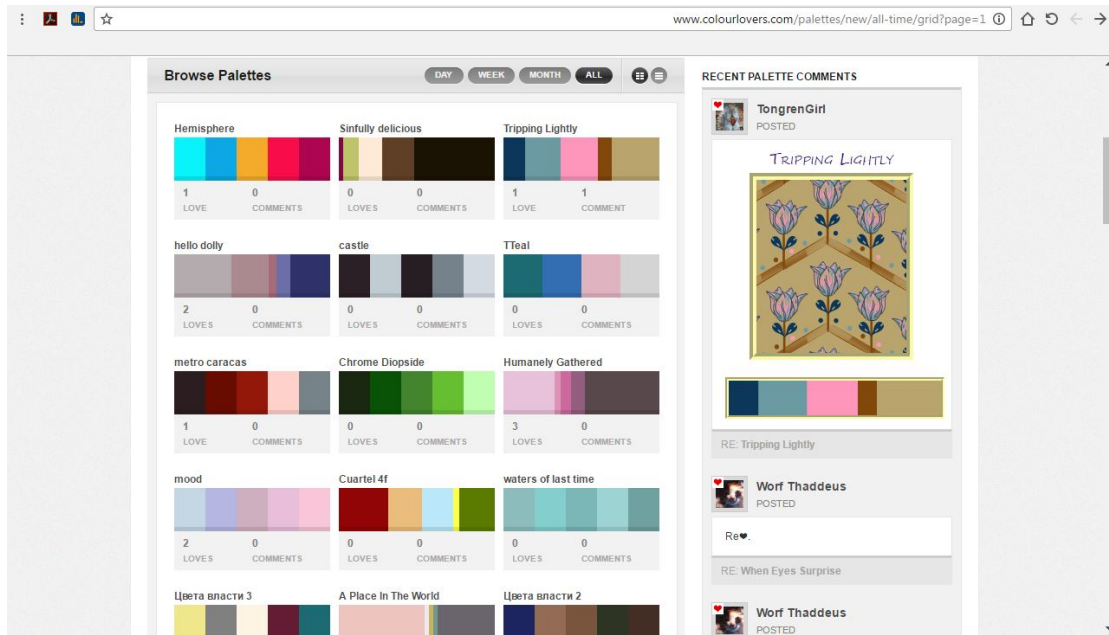 www.colourlovers.com/palettes/new/all-time/grid?page=1
Browse Palettes
DAY WEEK MONTH ALL
Hemisphere Sinfully delicious Tripping Lightly
1 0 0 0 1 1
LOVE COMMENTS LOVES COMMENTS LOVE COMMENT
hello dolly castle TTeal
2 0 0 0 0 0
LOVES COMMENTS LOVES COMMENTS LOVES COMMENTS
metro caracas Chrome Diopside Humanely Gathered
1 0 0 0 3 0
LOVE COMMENTS LOVES COMMENTS LOVES COMMENTS
mood Cuartel 4f waters of last time
2 0 0 0 0 0
LOVES COMMENTS LOVES COMMENTS LOVES COMMENTS
Цвета власти 3 A Place In The World Цвета власти 2
RECENT PALETTE COMMENTS
TongrenGirl
POSTED
TRIPPING LIGHTLY
RE: Tripping Lightly
Worf Thaddeus
POSTED
Re♥.
RE: When Eyes Surprise
Worf Thaddeus
POSTED